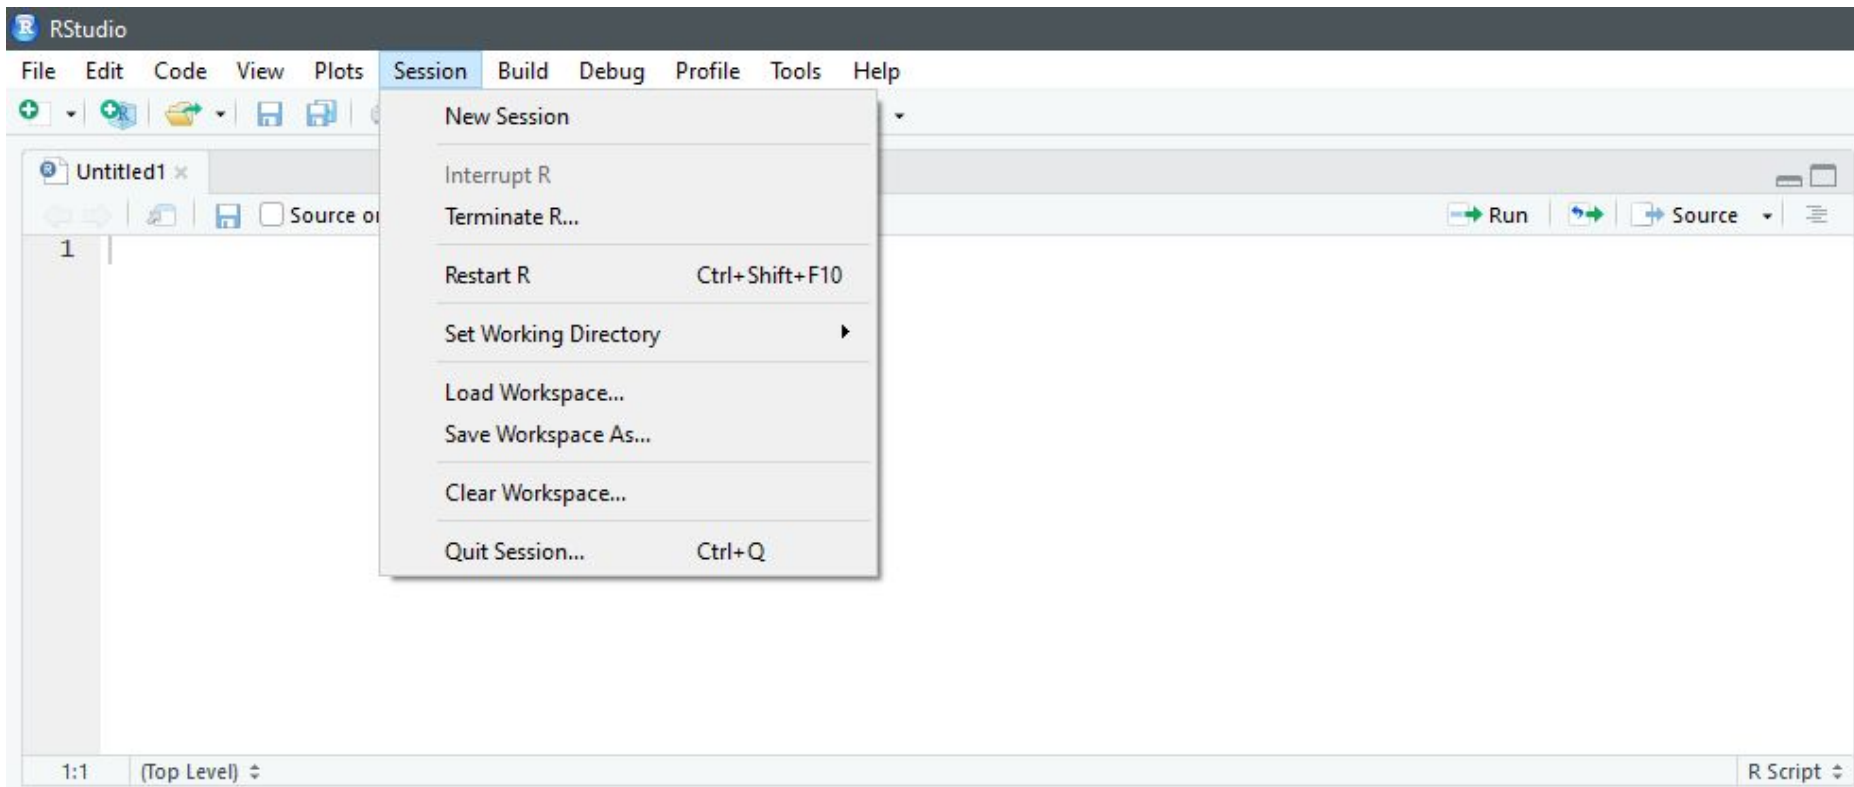 RStudio
File Edit Code View Plots Session Build Debug Profile Tools Help
New Session
Untitled1
Interrupt R
Source
Terminate R...
Run Source
1
Restart R Ctrl+Shift+F10
Set Working Directory
Load Workspace...
Save Workspace As...
Clear Workspace...
Quit Session... Ctrl+Q
1:1 (Top Level) R Script